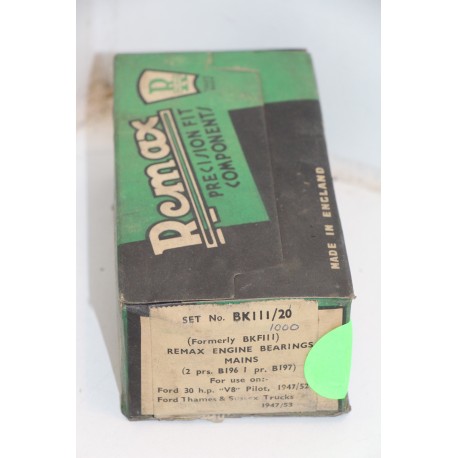 R
Remax
PRECISION FIT
COMPONENTS
MADE IN ENGLAND
SET No. BK111/20
1000
(Formerly BKF111)
REMAX ENGINE BEARINGS
MAINS
(2 prs. B196 1 pr. B197)
For use on:-
Ford 30 h.p. "V8" Pilot, 1947/52
Ford Thames & Trucks
1947/53